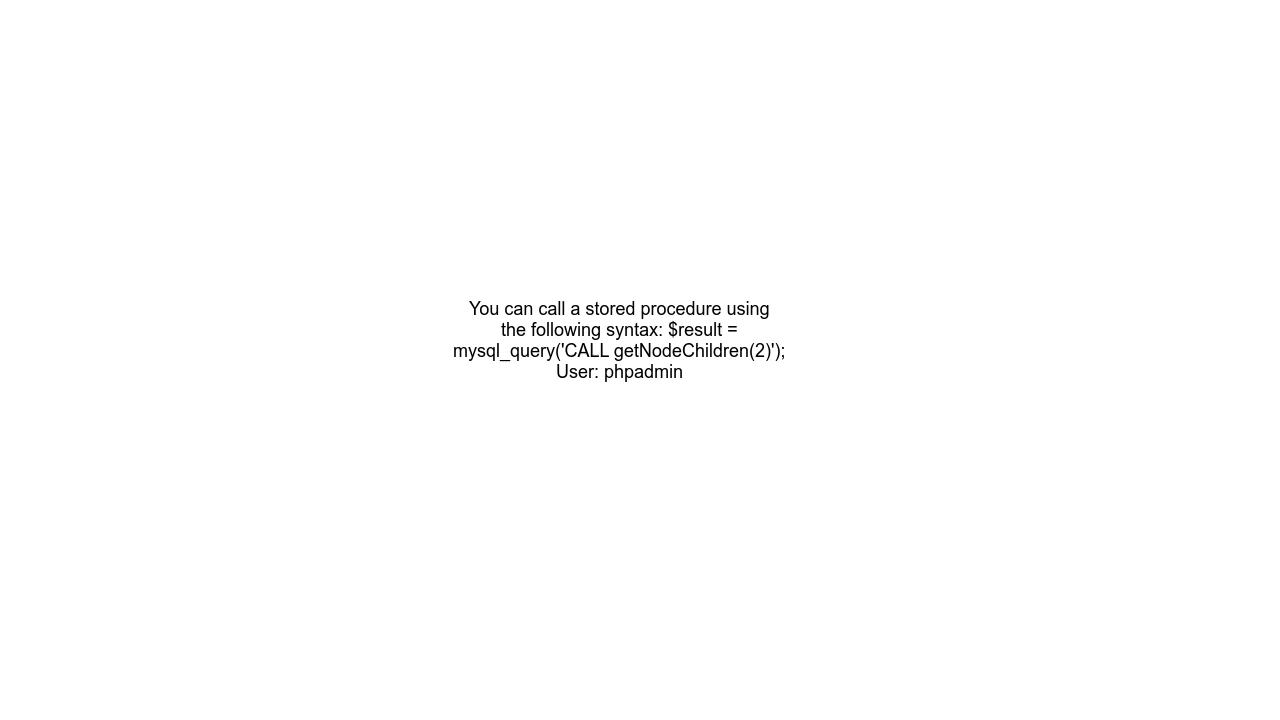 You can call a stored procedure using
the following syntax: $result =
mysql_query('CALL getNodeChildren(2)');
User: phpadmin